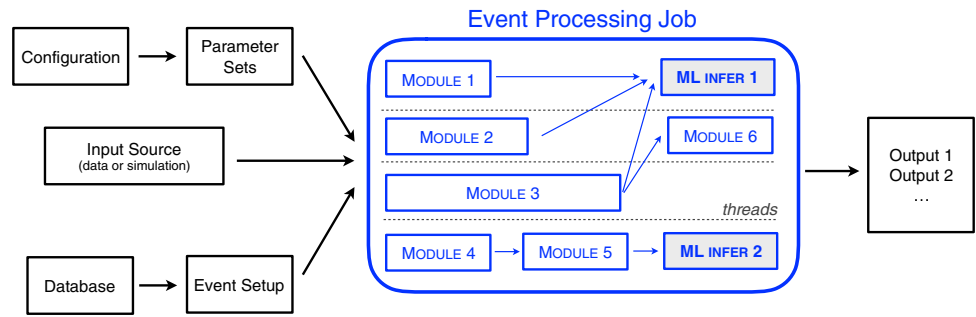 Event Processing Job
Configuration
Parameter
Sets
Input Source
(data or simulation)
Database
Event Setup
MODULE 1
ML INFER 1
MODULE 2
MODULE 6
MODULE 3
threads
MODULE 4
MODULE 5
ML INFER 2
Output 1
Output 2
...